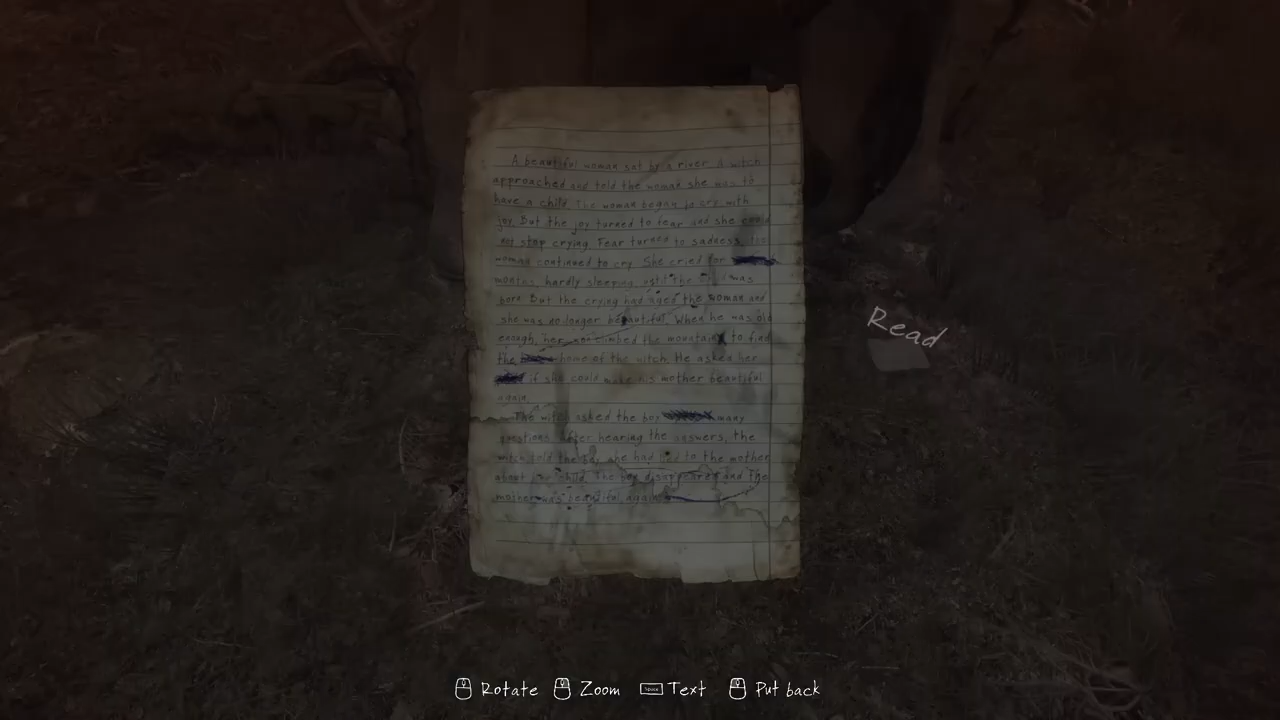 A beautiful woman sat by a river. A witch
approached and told the woman she was to
have a child. The woman began to cry with
joy. But the joy turned to fear and she could
not stop crying. Fear turned to sadness. The
woman continued to cry. She cried for
months, hardly sleeping, until the child was
born. But the crying had aged the woman and
she was no longer beautiful. When he was old
enough, her son climbed the mountain to find
the home of the witch. He asked her
if she could make his mother beautiful
again.
The witch asked the boy many
questions. After hearing the answers, the
witch told the boy she had lied to the mother
about her child. The boy disappeared and the
mother was beautiful again.
Read
Rotate Zoom Text Put back